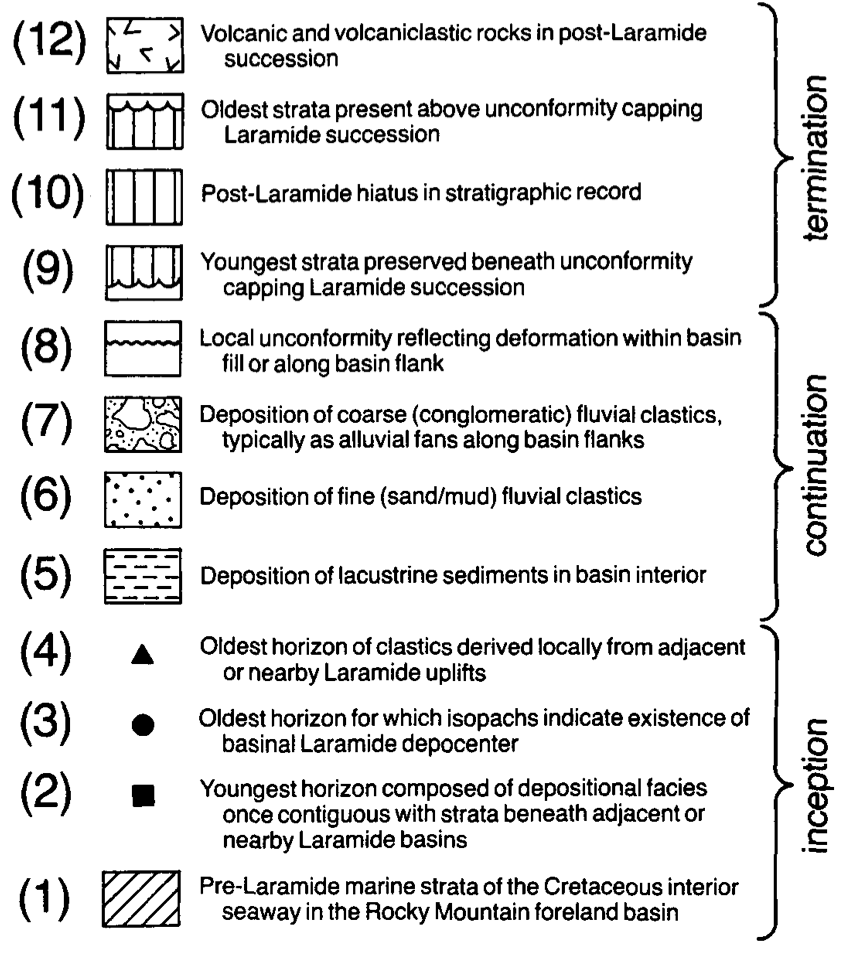 (12) Volcanic and volcaniclastic rocks in post-Laramide
succession
(11) Oldest strata present above unconformity capping
Laramide succession
(10) Post-Laramide hiatus in stratigraphic record
(9) Youngest strata preserved beneath unconformity
capping Laramide succession
termination
(8) Local unconformity reflecting deformation within basin
fill or along basin flank
(7) Deposition of coarse (conglomeratic) fluvial clastics,
typically as alluvial fans along basin flanks
(6) Deposition of fine (sand/mud) fluvial clastics
(5) Deposition of lacustrine sediments in basin interior
continuation
(4) Oldest horizon of clastics derived locally from adjacent
or nearby Laramide uplifts
(3) Oldest horizon for which isopachs indicate existence of
basinal Laramide depocenter
(2) Youngest horizon composed of depositional facies
once contiguous with strata beneath adjacent or
nearby Laramide basins
(1) Pre-Laramide marine strata of the Cretaceous interior
seaway in the Rocky Mountain foreland basin
inception